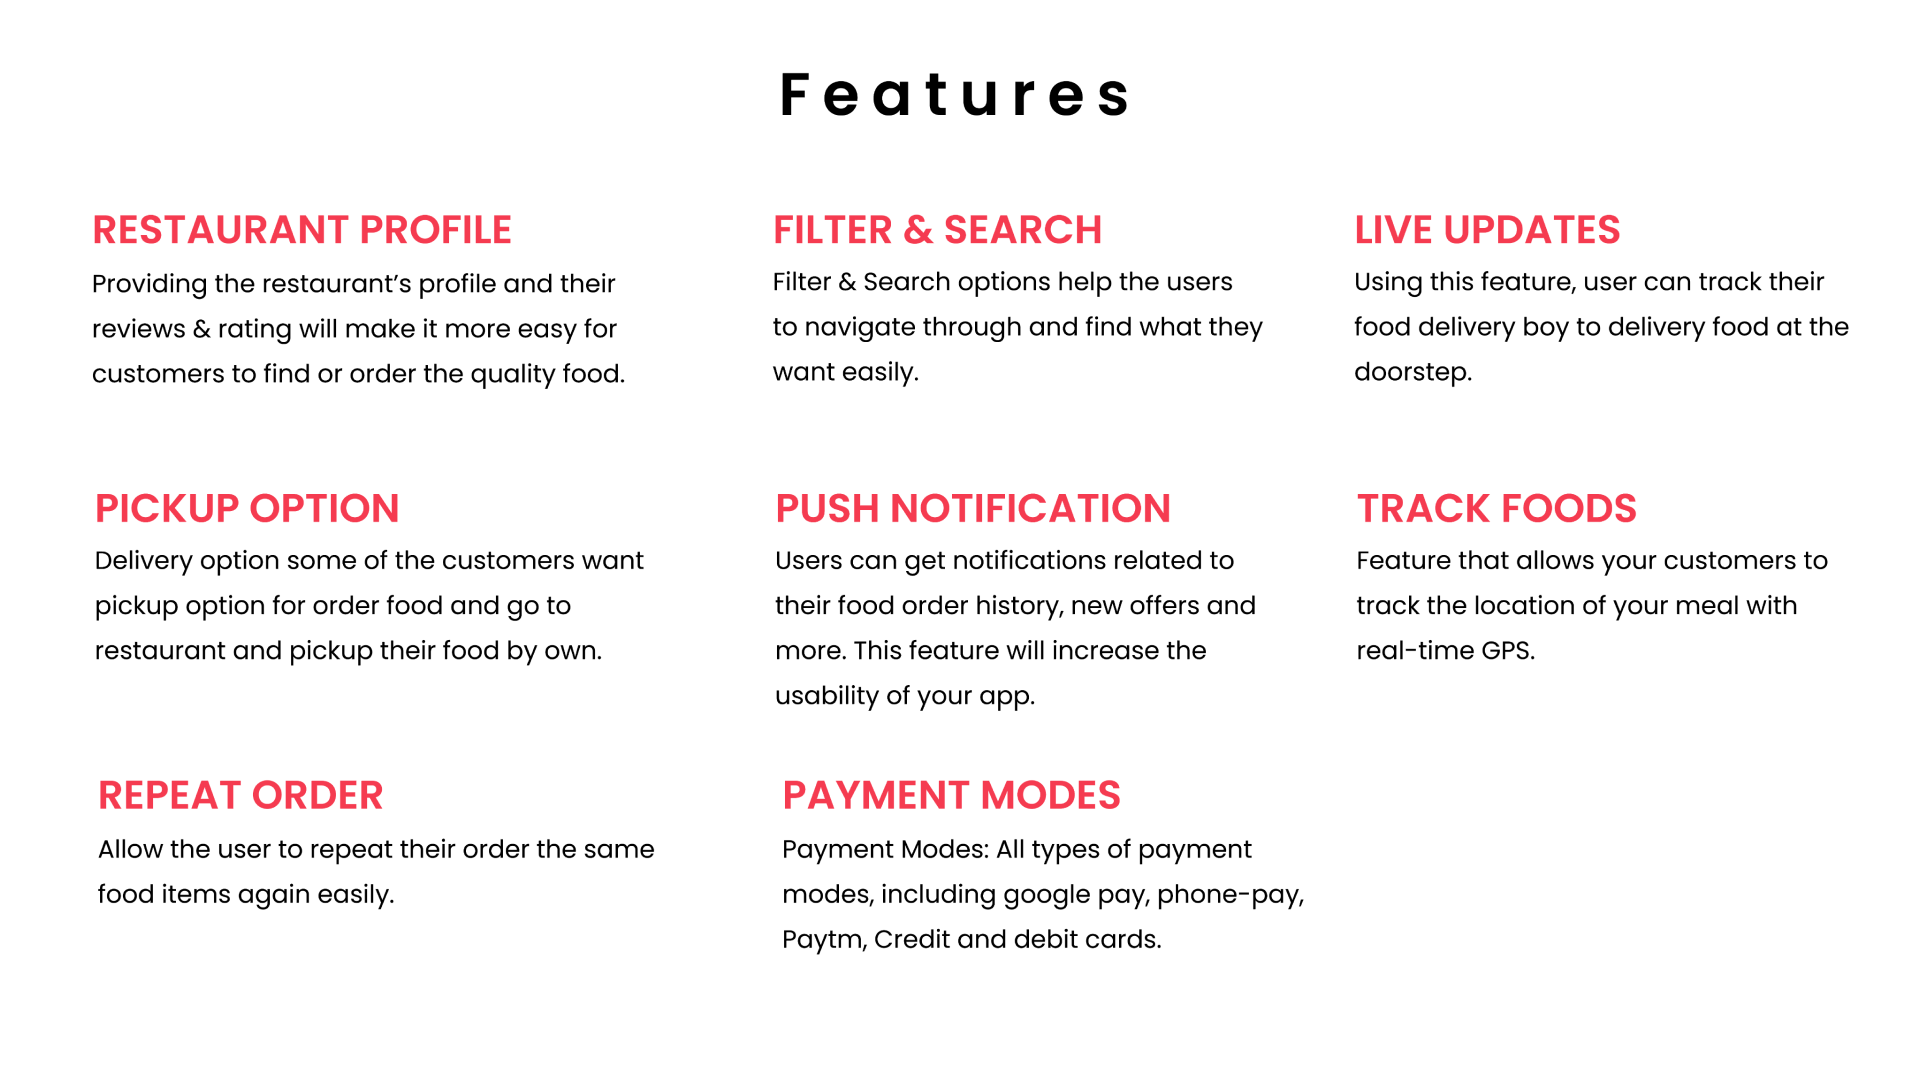 Features
RESTAURANT PROFILE
Providing the restaurant’s profile and their
reviews & rating will make it more easy for
customers to find or order the quality food.
FILTER & SEARCH
Filter & Search options help the users
to navigate through and find what they
want easily.
LIVE UPDATES
Using this feature, user can track their
food delivery boy to delivery food at the
doorstep.
PICKUP OPTION
Delivery option some of the customers want
pickup option for order food and go to
restaurant and pickup their food by own.
PUSH NOTIFICATION
Users can get notifications related to
their food order history, new offers and
more. This feature will increase the
usability of your app.
TRACK FOODS
Feature that allows your customers to
track the location of your meal with
real-time GPS.
REPEAT ORDER
Allow the user to repeat their order the same
food items again easily.
PAYMENT MODES
Payment Modes: All types of payment
modes, including google pay, phone-pay,
Paytm, Credit and debit cards.